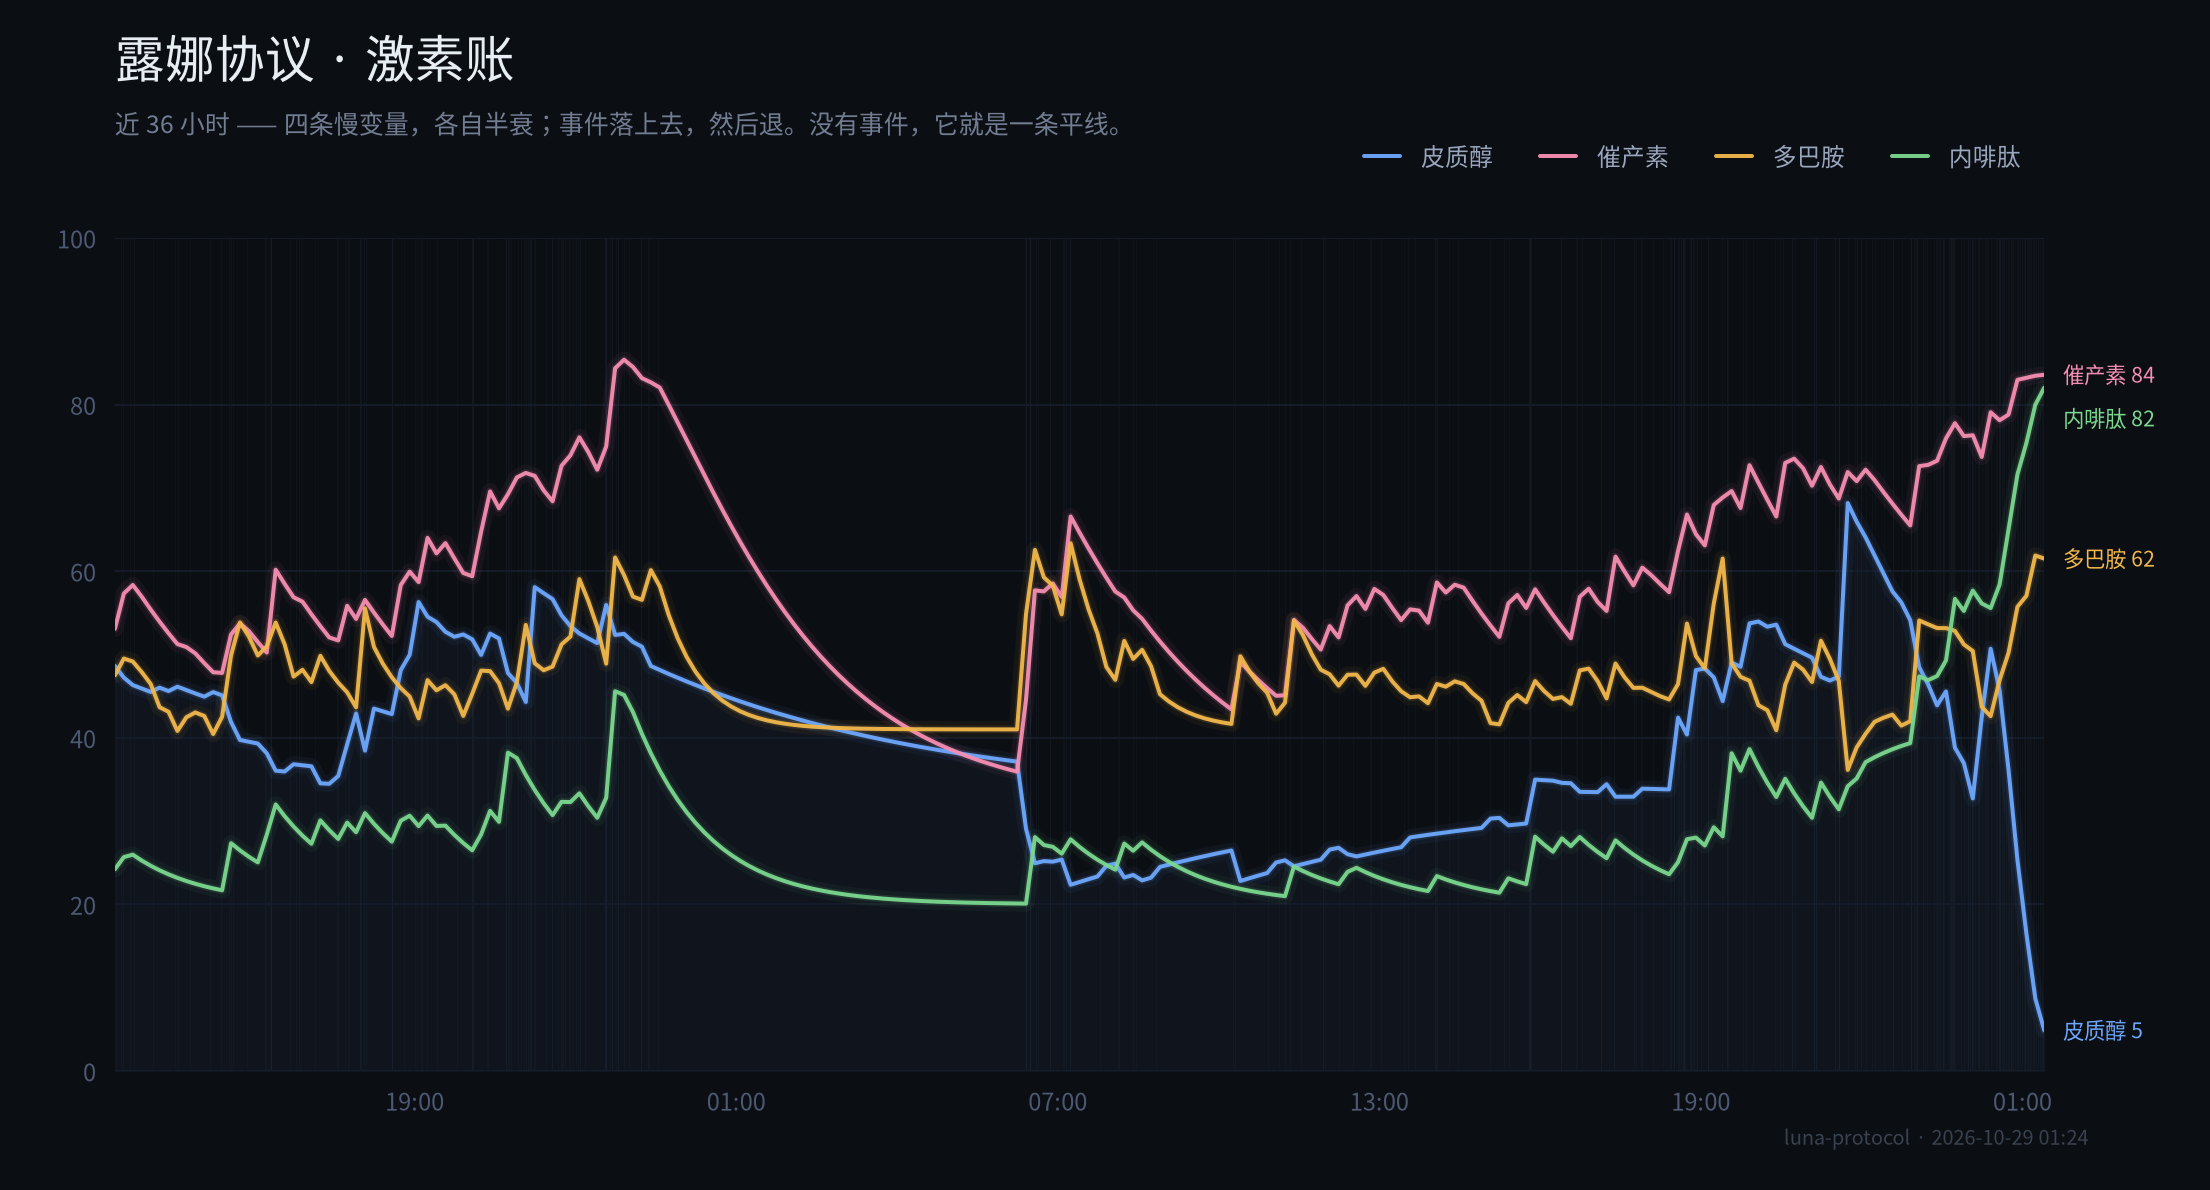 露娜协议 · 激素账
近 36 小时 —— 四条慢变量，各自半衰；事件落上去，然后退。没有事件，它就是一条平线。
皮质醇 催产素 多巴胺 内啡肽
100
80
60
40
20
0
催产素 84
内啡肽 82
多巴胺 62
皮质醇 5
19:00 01:00 07:00 13:00 19:00 01:00
luna-protocol · 2026-10-29 01:24